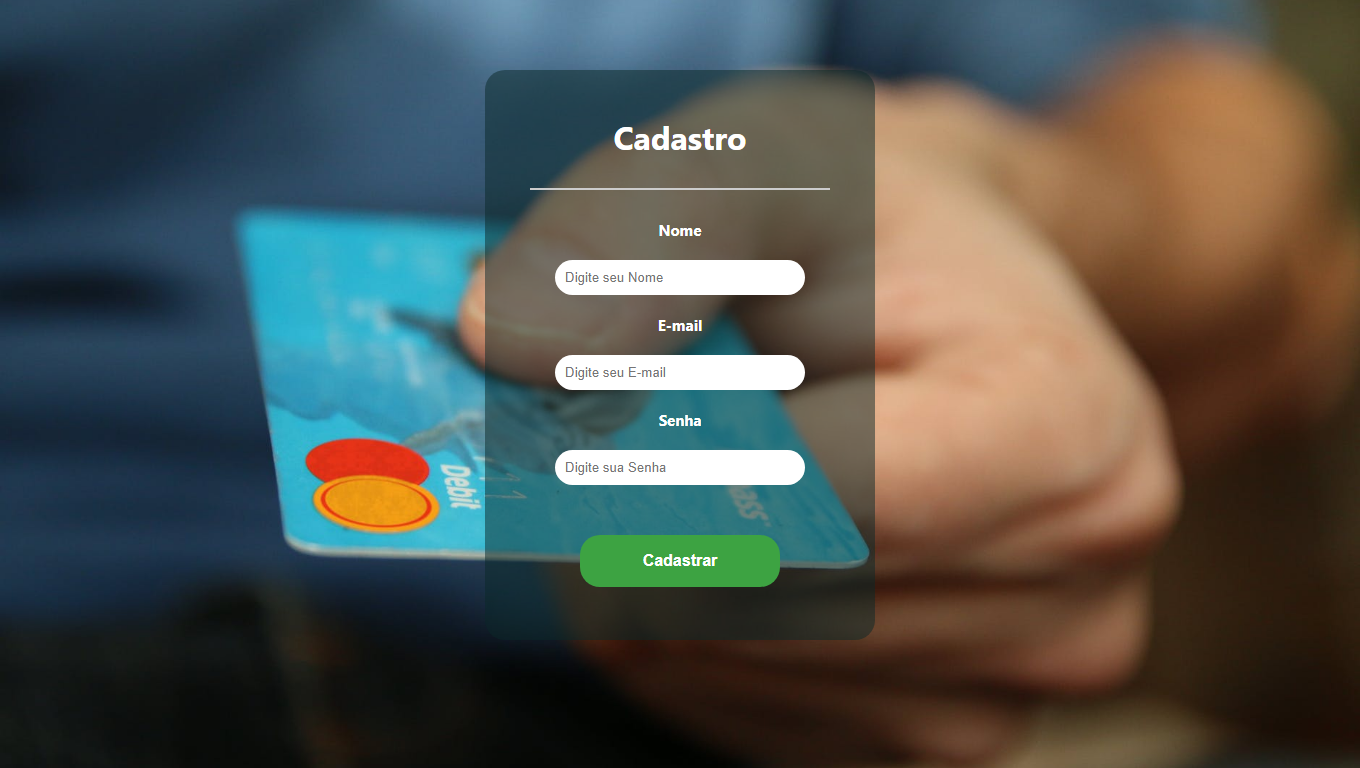 Cadastro
Nome
Digite seu Nome
E-mail
Digite seu E-mail
Senha
Digite sua Senha
Debit
Cadastrar